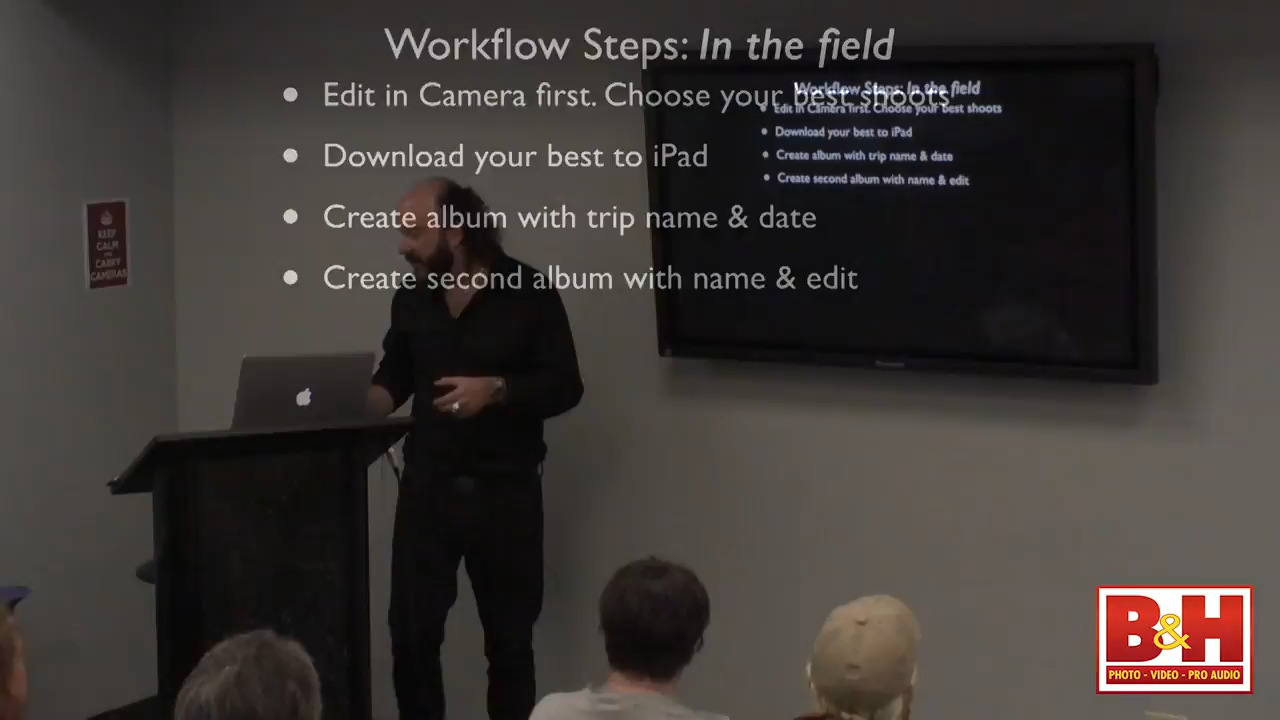 Workflow Steps: In the field
Edit in Camera first. Choose your best shoots
Download your best to iPad
Create album with trip name & date
Create second album with name & edit
Workflow Steps: In the field
Edit in Camera first. Choose your best shoots
Download your best to iPad
Create album with trip name & date
Create second album with name & edit
KEEP
CALM
AND
CARRY
CAMERAS
B&H
PHOTO - VIDEO - PRO AUDIO